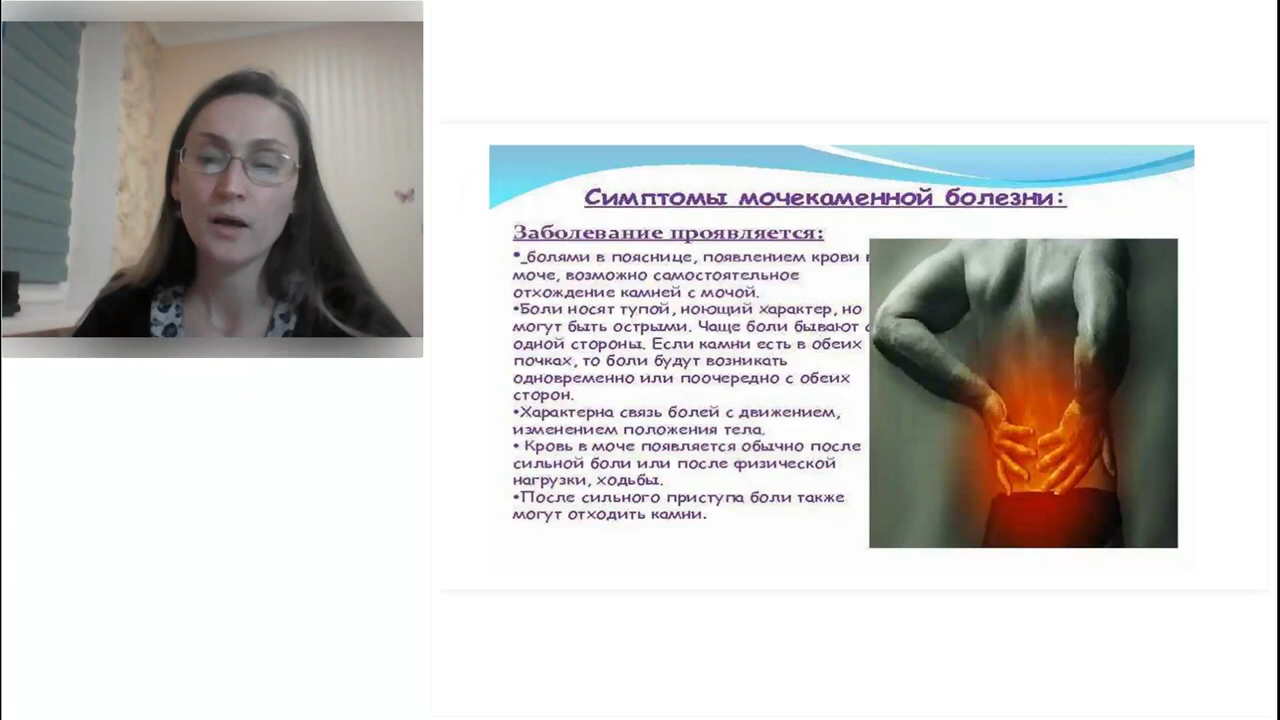 Симптомы мочекаменной болезни:
Заболевание проявляется:
• болями в пояснице, появлением крови в
моче, возможно самостоятельное
отхождение камней с мочой.
•Боли носят тупой, ноющий характер, но
могут быть острыми. Чаще боли бывают с
одной стороны. Если камни есть в обеих
почках, то боли будут возникать
одновременно или поочередно с обеих
сторон.
•Характерна связь болей с движением,
изменением положения тела.
• Кровь в моче появляется обычно после
сильной боли или после физической
нагрузки, ходьбы.
•После сильного приступа боли также
могут отходить камни.